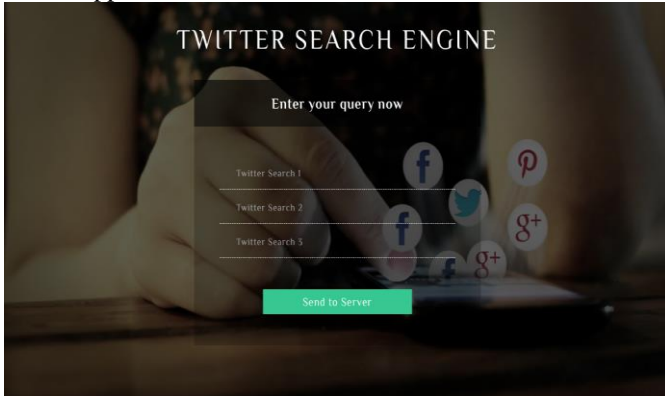 TWITTER SEARCH ENGINE
Enter your query now
Twitter Search 1
Twitter Search 2
Twitter Search 3
Send to Server